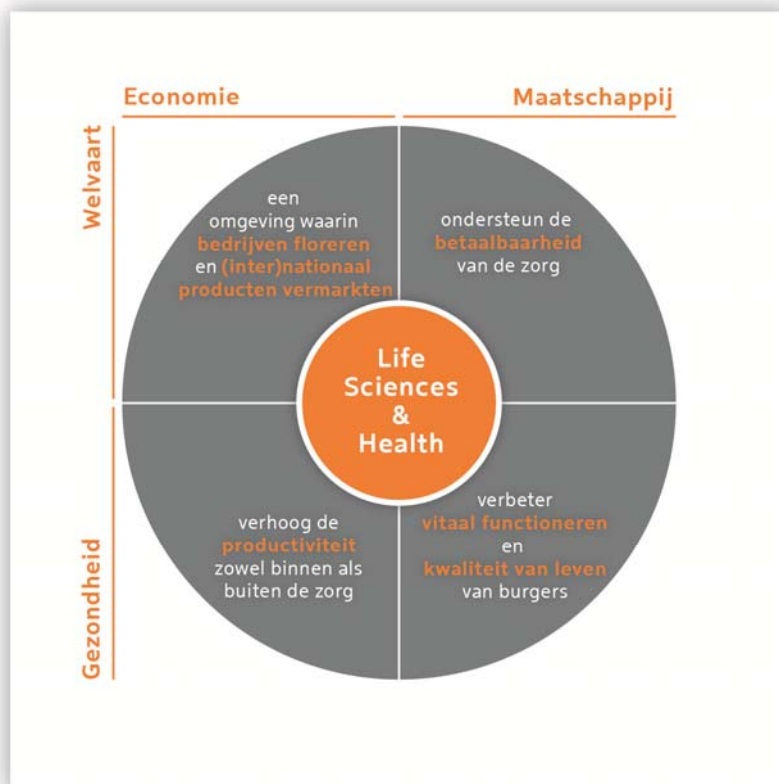 Economie
Maatschappij
Welvaart
een
omgeving waarin
bedrijven floreren
en (inter)nationaal
producten vermarkten
ondersteun de
betaalbaarheid
van de zorg
Life
Sciences
&
Health
Gezondheid
verhoog de
productiviteit
zowel binnen als
buiten de zorg
verbeter
vitaal functioneren
en
kwaliteit van leven
van burgers